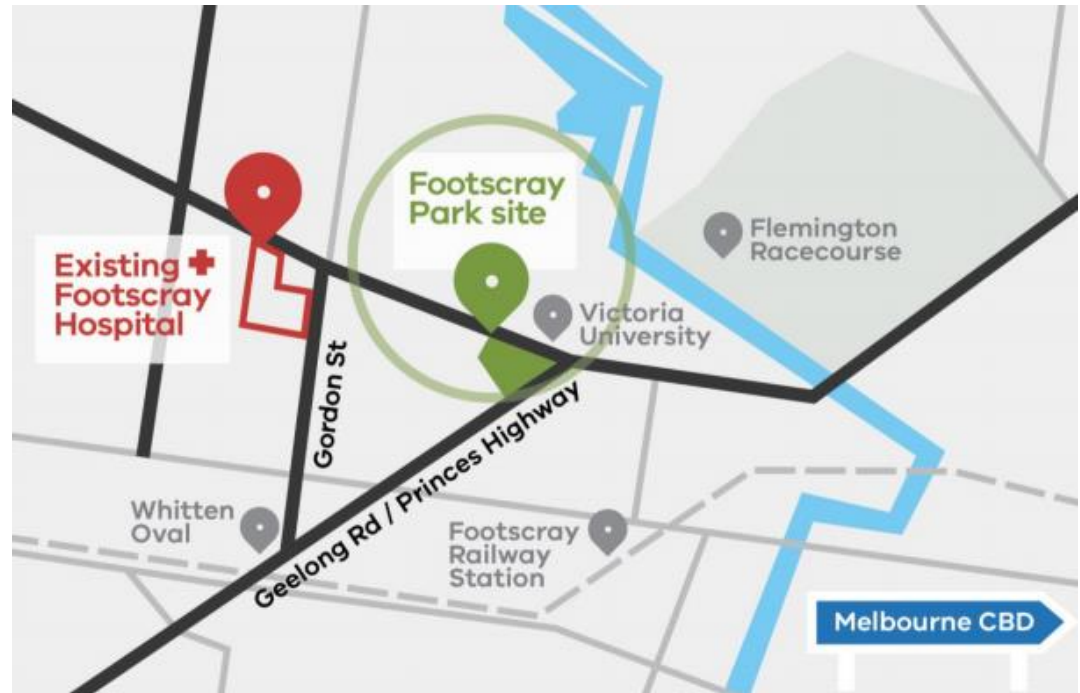 Footscray
Park site
Existing
Footscray
Hospital
Flemington
Racecourse
Victoria
University
Gordon St
Geelong Rd / Princes Highway
Whitten
Oval
Footscray
Railway
Station
Melbourne CBD